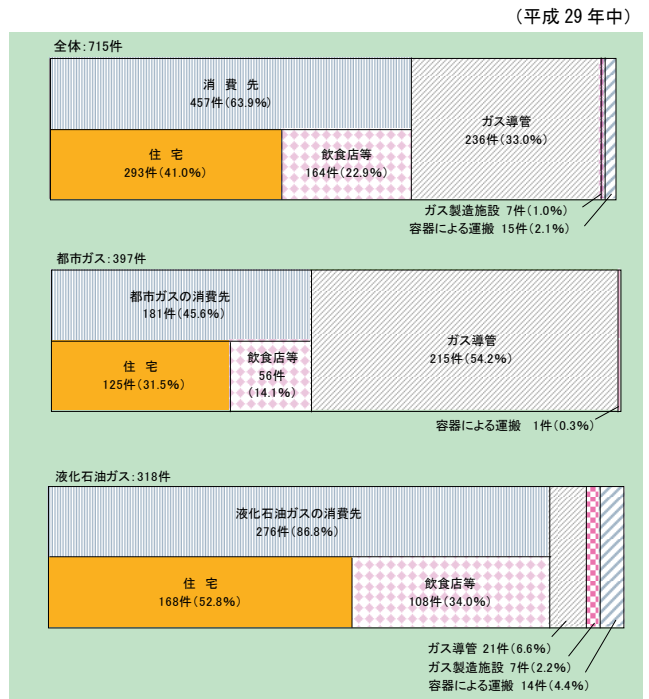 (平成 29 年中)
全体:715件
消 費 先
457件(63.9%)
ガス導管
236件(33.0%)
住 宅
293件(41.0%)
飲食店等
164件(22.9%)
ガス製造施設 7件(1.0%)
容器による運搬 15件(2.1%)
都市ガス:397件
都市ガスの消費先
181件(45.6%)
ガス導管
215件(54.2%)
住 宅
125件(31.5%)
飲食店等
56件
(14.1%)
容器による運搬 1件(0.3%)
液化石油ガス:318件
液化石油ガスの消費先
276件(86.8%)
住 宅
168件(52.8%)
飲食店等
108件(34.0%)
ガス導管 21件(6.6%)
ガス製造施設 7件(2.2%)
容器による運搬 14件(4.4%)